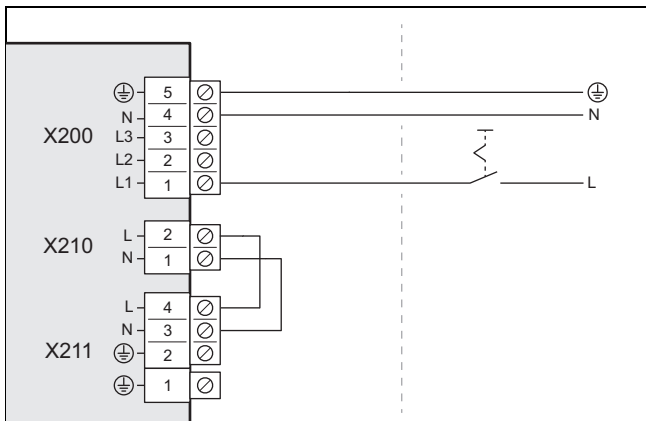 ⏚ 5 ⏚
N 4 N
X200 L3 3
L2 2
L1 1 L
X210 L 2
N 1
L 4
N 3
X211 ⏚ 2
⏚ 1